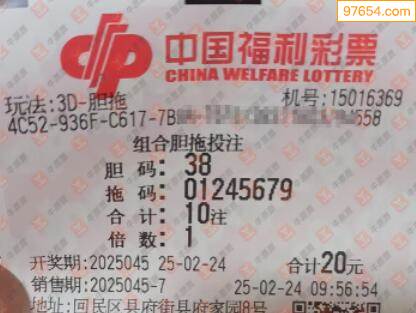 97654.com
中国福利彩票
CHINA WELFARE LOTTERY
玩法:3D-胆拖 机号:15016369
4C52-936F-C617-7B 558
组合胆拖投注
胆 码: 38
拖 码: 01245679
合 计: 10注
倍 数: 1
开奖期:2025045 25-02-24 合计20元
销售期:2025045-7 25-02-24 09:56:54
地址:回民区县府街县府家园8号